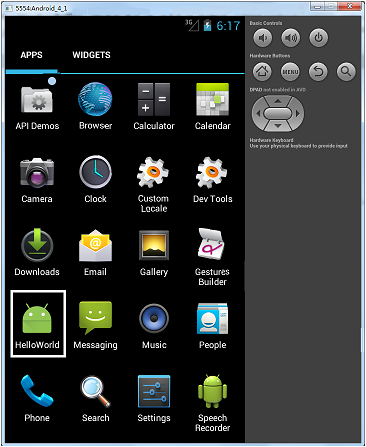 5554:Android_4_1
3G 6:17
APPS WIDGETS
API Demos Browser Calculator Calendar
Camera Clock Custom Locale Dev Tools
Downloads Email Gallery Gestures Builder
HelloWorld Messaging Music People
Phone Search Settings Speech Recorder
Basic Controls
Hardware Buttons
MENU
DPAD not enabled in AVD
Hardware Keyboard
Use your physical keyboard to provide input